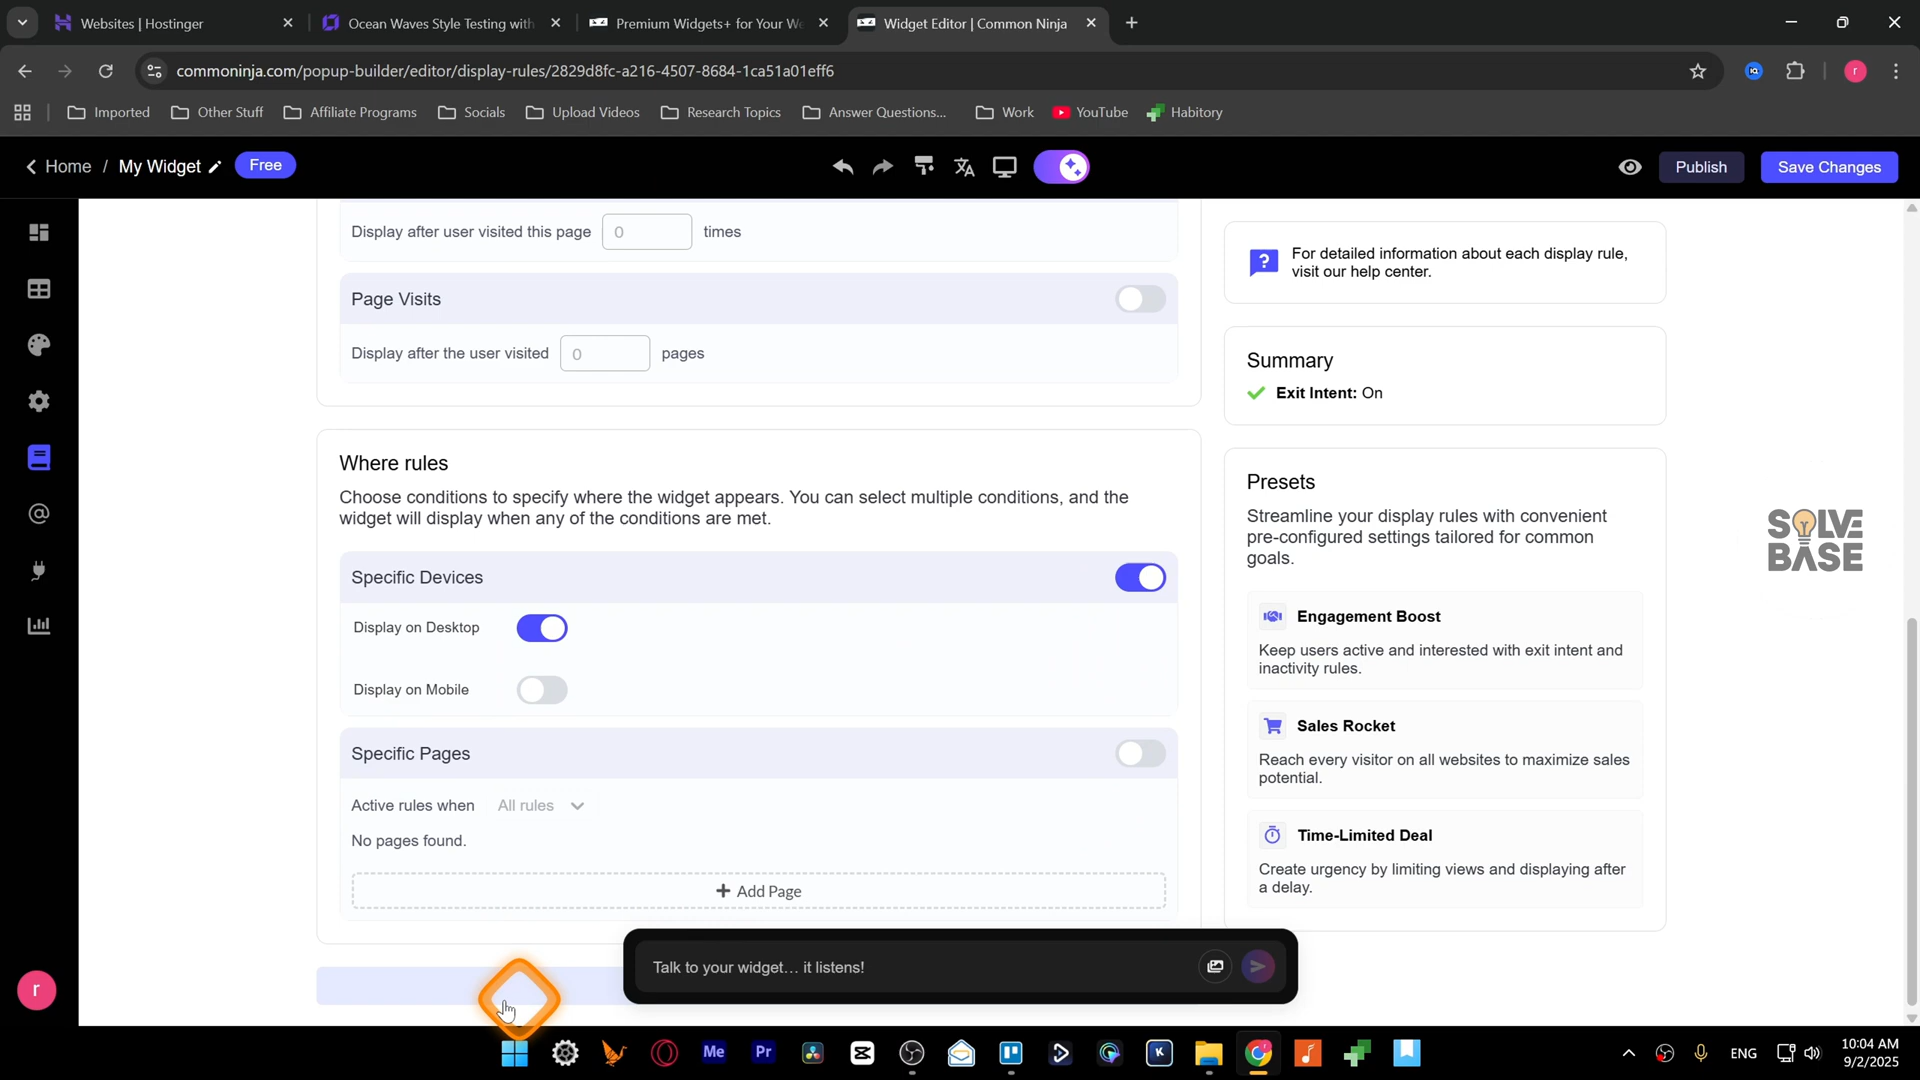 Websites | Hostinger
Ocean Waves Style Testing with
Premium Widgets+ for Your We
Widget Editor | Common Ninja
commoninja.com/popup-builder/editor/display-rules/2829d8fc-a216-4507-8684-1ca51a01eff6
Imported
Other Stuff
Affiliate Programs
Socials
Upload Videos
Research Topics
Answer Questions...
Work
YouTube
Habitory
Home / My Widget
Free
Publish
Save Changes
Display after user visited this page 0 times
Page Visits
Display after the user visited 0 pages
Where rules
Choose conditions to specify where the widget appears. You can select multiple conditions, and the
widget will display when any of the conditions are met.
Specific Devices
Display on Desktop
Display on Mobile
Specific Pages
Active rules when All rules
No pages found.
+ Add Page
For detailed information about each display rule,
visit our help center.
Summary
Exit Intent: On
Presets
Streamline your display rules with convenient
pre-configured settings tailored for common
goals.
Engagement Boost
Keep users active and interested with exit intent and
inactivity rules.
Sales Rocket
Reach every visitor on all websites to maximize sales
potential.
Time-Limited Deal
Create urgency by limiting views and displaying after
a delay.
SOLVE
BASE
Talk to your widget... it listens!
r
r
Me
Pr
K
ENG
10:04 AM
9/2/2025